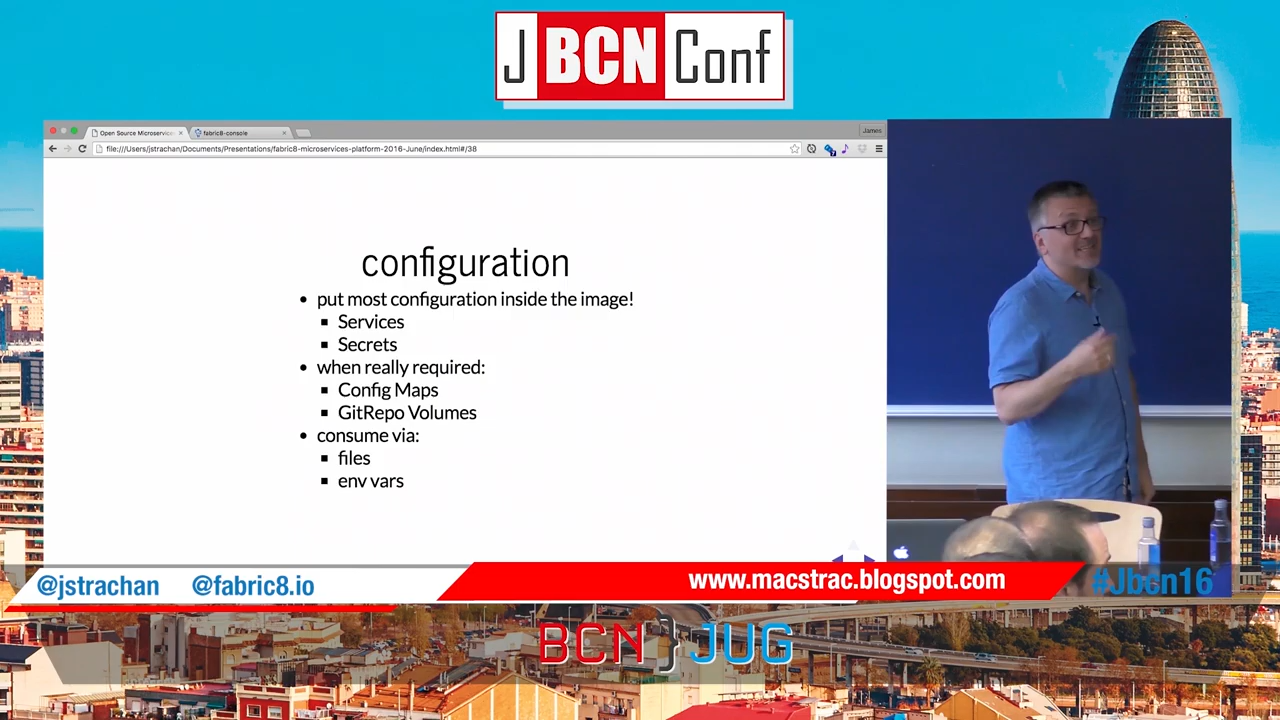 J BCN Conf
Open Source Microservic
fabric8-console
James
file:///Users/jstrachan/Documents/Presentations/fabric8-microservices-platform-2016-June/index.html#/38
configuration
• put most configuration inside the image!
▪ Services
▪ Secrets
• when really required:
▪ Config Maps
▪ GitRepo Volumes
• consume via:
▪ files
▪ env vars
@jstrachan @fabric8.io
www.macstrac.blogspot.com
#Jbcn16
BCN JUG